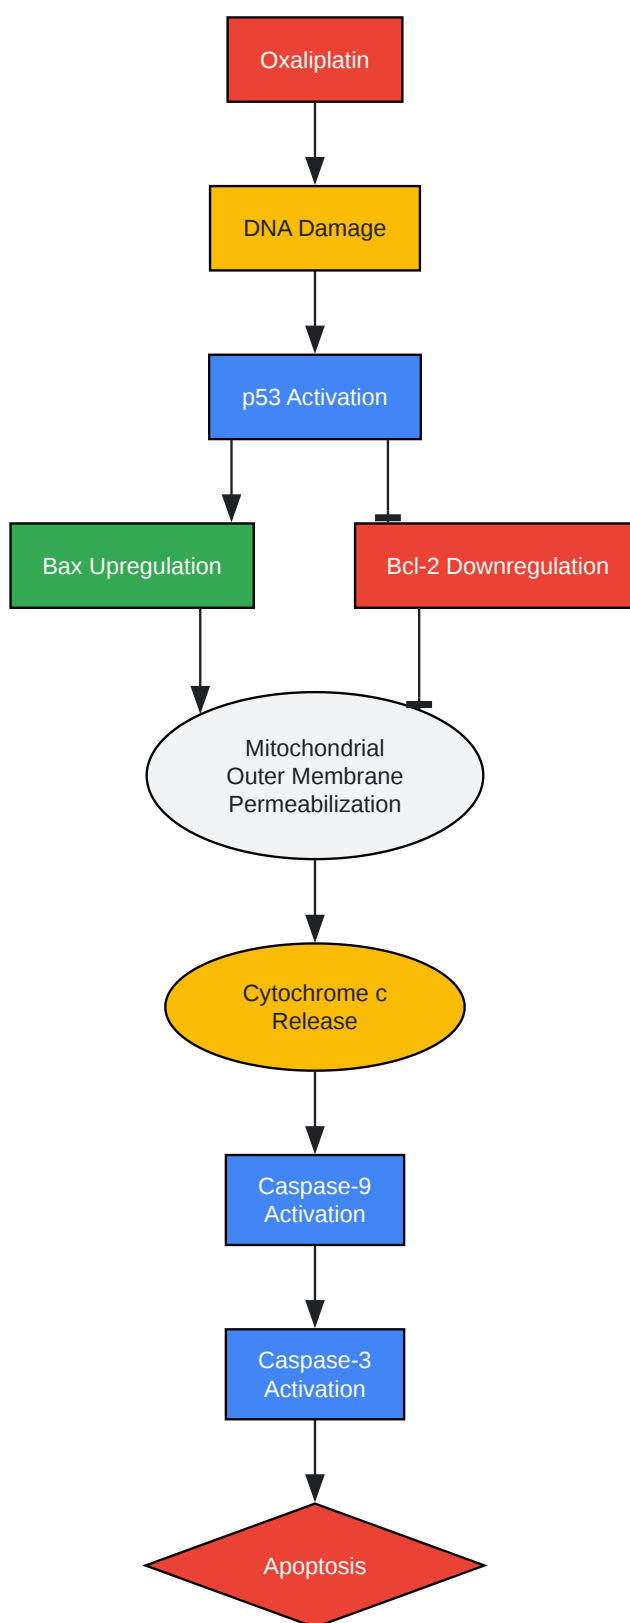 Oxaliplatin
DNA Damage
p53 Activation
Bax Upregulation
Bcl-2 Downregulation
Mitochondrial
Outer Membrane
Permeabilization
Cytochrome c
Release
Caspase-9
Activation
Caspase-3
Activation
Apoptosis